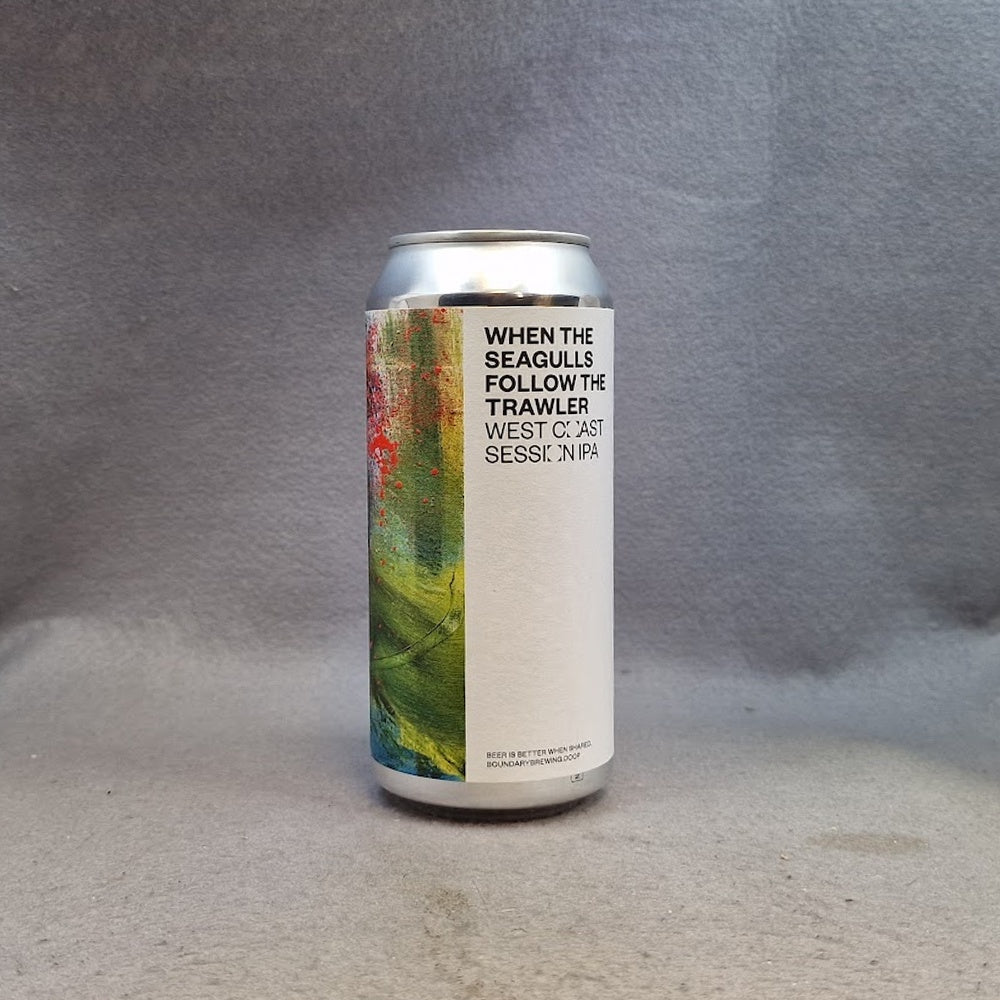 WHEN THE
SEAGULLS
FOLLOW THE
TRAWLER
WEST COAST
SESSION IPA
BEER IS BETTER WHEN SHARED.
BOUNDARYBREWING.COOP